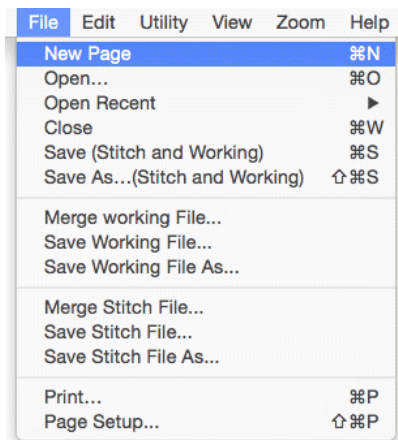 File Edit Utility View Zoom Help
New Page ⌘N
Open... ⌘O
Open Recent ▶
Close ⌘W
Save (Stitch and Working) ⌘S
Save As...(Stitch and Working) ⇧⌘S
Merge working File...
Save Working File...
Save Working File As...
Merge Stitch File...
Save Stitch File...
Save Stitch File As...
Print... ⌘P
Page Setup... ⇧⌘P